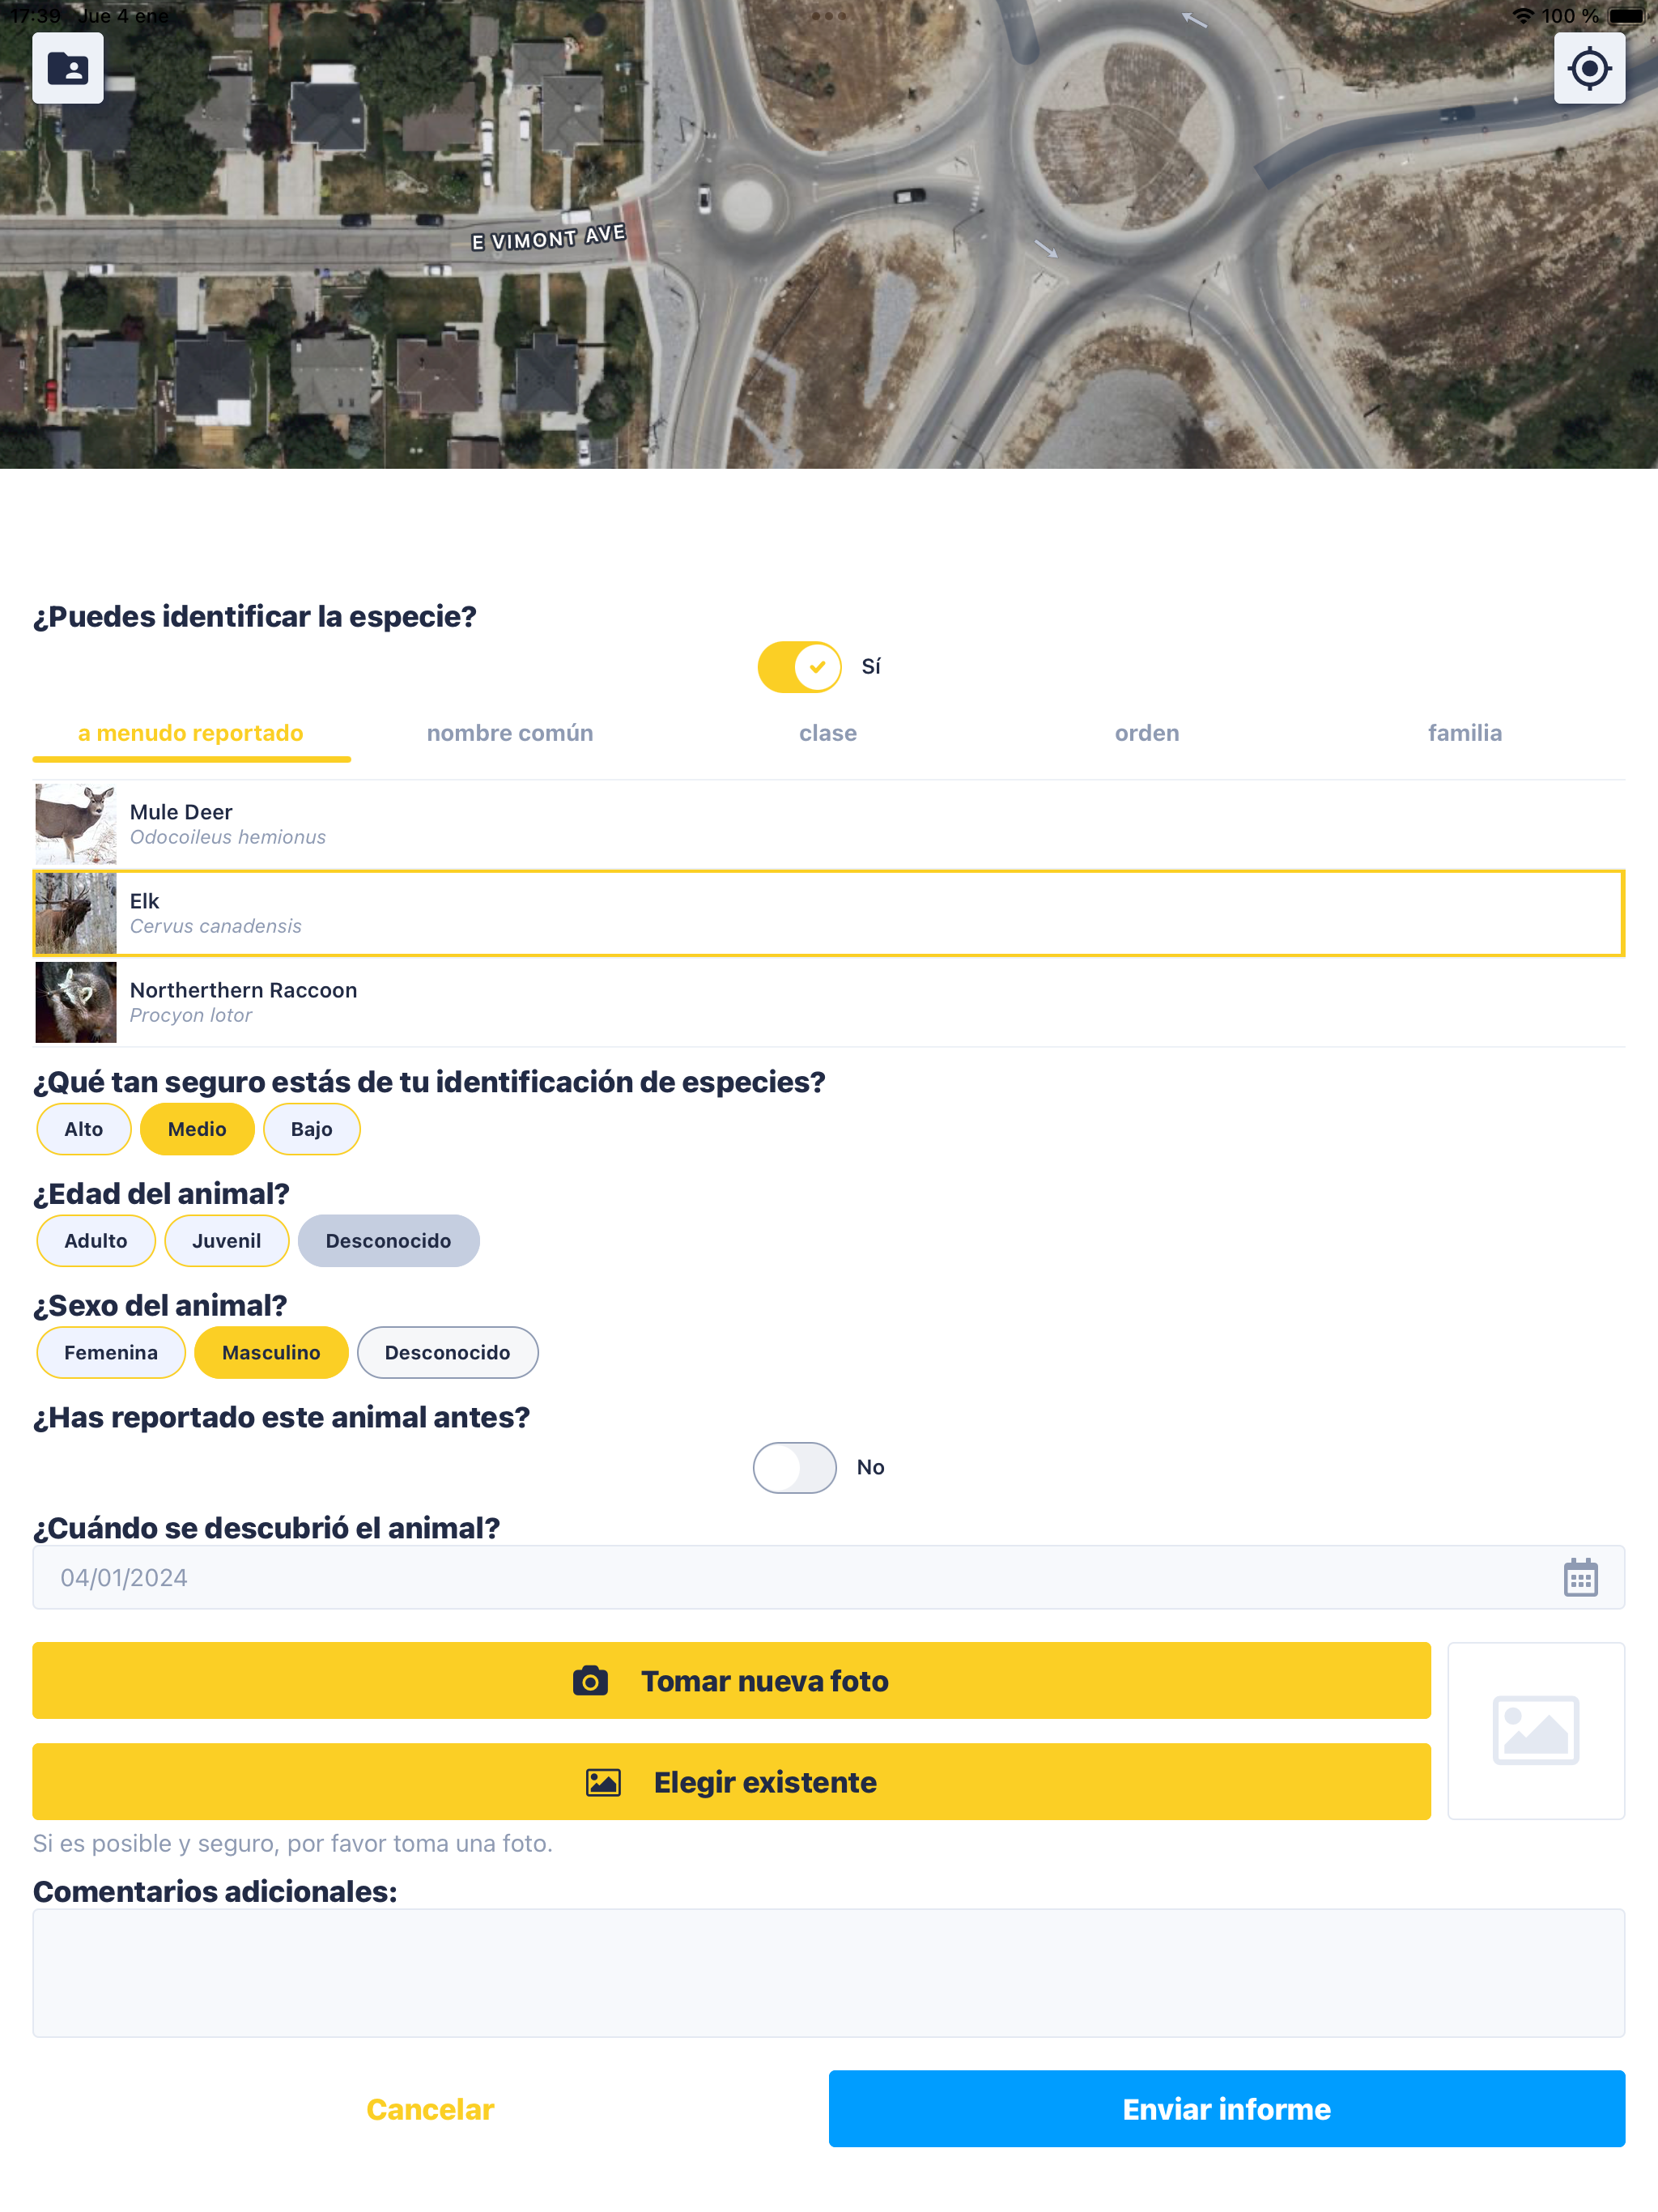 17:39 Jue 4 ene
100 %
E VIMONT AVE
¿Puedes identificar la especie?
Sí
a menudo reportado nombre común clase orden familia
Mule Deer
Odocoileus hemionus
Elk
Cervus canadensis
Northerthern Raccoon
Procyon lotor
¿Qué tan seguro estás de tu identificación de especies?
Alto Medio Bajo
¿Edad del animal?
Adulto Juvenil Desconocido
¿Sexo del animal?
Femenina Masculino Desconocido
¿Has reportado este animal antes?
No
¿Cuándo se descubrió el animal?
04/01/2024
Tomar nueva foto
Elegir existente
Si es posible y seguro, por favor toma una foto.
Comentarios adicionales:
Cancelar Enviar informe